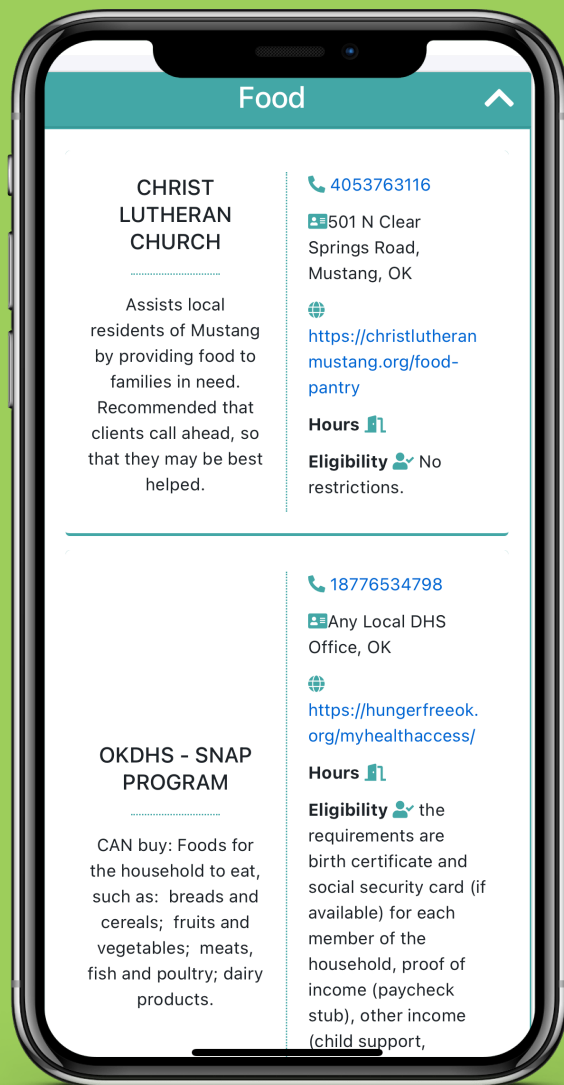 Food
CHRIST
LUTHERAN
CHURCH
Assists local
residents of Mustang
by providing food to
families in need.
Recommended that
clients call ahead, so
that they may be best
helped.
4053763116
501 N Clear
Springs Road,
Mustang, OK
https://christlutheran
mustang.org/food-
pantry
Hours
Eligibility No
restrictions.
OKDHS - SNAP
PROGRAM
CAN buy: Foods for
the household to eat,
such as:  breads and
cereals;  fruits and
vegetables;  meats,
fish and poultry; dairy
products.
18776534798
Any Local DHS
Office, OK
https://hungerfreeok.
org/myhealthaccess/
Hours
Eligibility the
requirements are
birth certificate and
social security card (if
available) for each
member of the
household, proof of
income (paycheck
stub), other income
(child support,